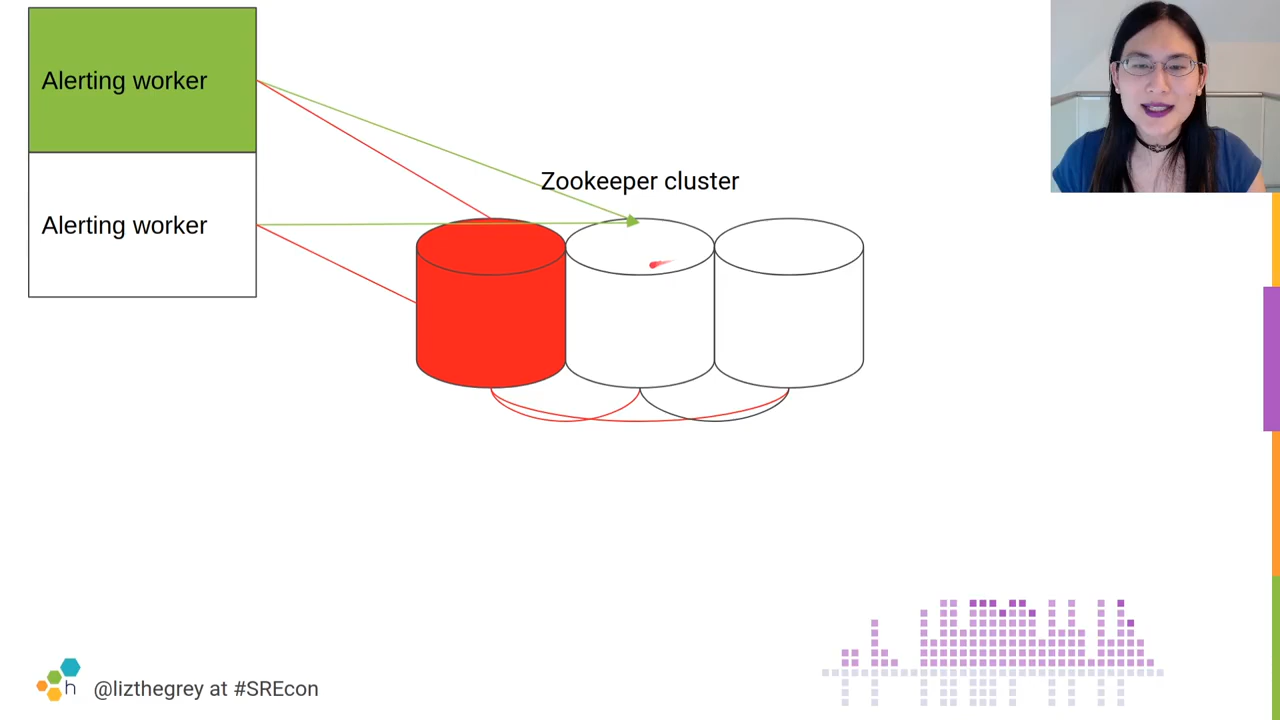 Alerting worker
Zookeeper cluster
Alerting worker
h
@lizthegrey at #SREcon